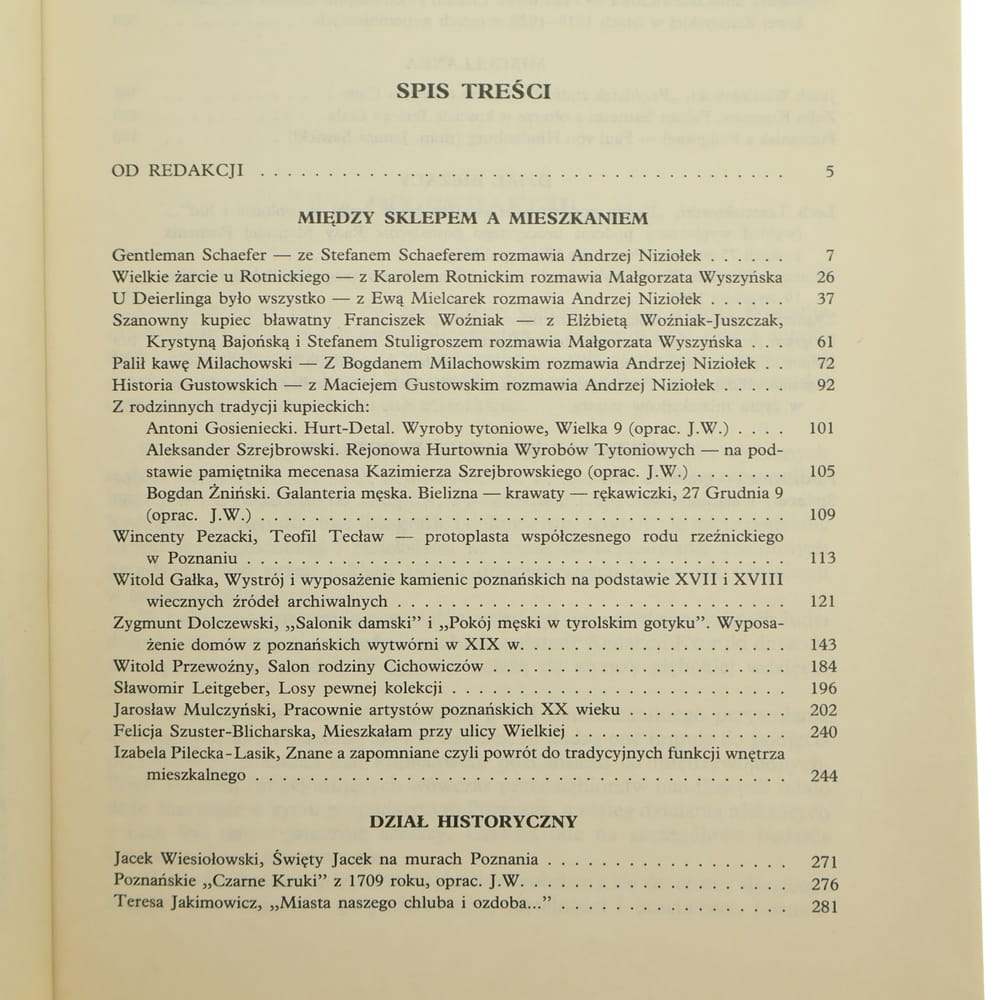 SPIS TREŚCI
OD REDAKCJI . . . . . . . . . . . . . . . . . . . . . . . . . . . . . . . . . . . . . . 5
MIĘDZY SKLEPEM A MIESZKANIEM
Gentleman Schaefer — ze Stefanem Schaeferem rozmawia Andrzej Niziołek . . . . . . 7
Wielkie żarcie u Rotnickiego — z Karolem Rotnickim rozmawia Małgorzata Wyszyńska 26
U Deierlinga było wszystko — z Ewą Mielcarek rozmawia Andrzej Niziołek . . . . . . 37
Szanowny kupiec bławatny Franciszek Woźniak — z Elżbietą Woźniak-Juszczak,
Krystyną Bajońską i Stefanem Stuligroszem rozmawia Małgorzata Wyszyńska . . . 61
Palił kawę Milachowski — Z Bogdanem Milachowskim rozmawia Andrzej Niziołek . . 72
Historia Gustowskich — z Maciejem Gustowskim rozmawia Andrzej Niziołek . . . . . 92
Z rodzinnych tradycji kupieckich:
Antoni Gosieniecki. Hurt-Detal. Wyroby tytoniowe, Wielka 9 (oprac. J.W.) . . . . 101
Aleksander Szrejbrowski. Rejonowa Hurtownia Wyrobów Tytoniowych — na pod-
stawie pamiętnika mecenasa Kazimierza Szrejbrowskiego (oprac. J.W.) . . . . . . . 105
Bogdan Żniński. Galanteria męska. Bielizna — krawaty — rękawiczki, 27 Grudnia 9
(oprac. J.W.) . . . . . . . . . . . . . . . . . . . . . . . . . . . . . . . . . . . . . . . 109
Wincenty Pezacki, Teofil Tecław — protoplasta współczesnego rodu rzeźnickiego
w Poznaniu . . . . . . . . . . . . . . . . . . . . . . . . . . . . . . . . . . . . . . . . 113
Witold Gałka, Wystrój i wyposażenie kamienic poznańskich na podstawie XVII i XVIII
wiecznych źródeł archiwalnych . . . . . . . . . . . . . . . . . . . . . . . . . . . . . 121
Zygmunt Dolczewski, „Salonik damski” i „Pokój męski w tyrolskim gotyku”. Wyposa-
żenie domów z poznańskich wytwórni w XIX w. . . . . . . . . . . . . . . . . . . . 143
Witold Przewoźny, Salon rodziny Cichowiczów . . . . . . . . . . . . . . . . . . . . . . 184
Sławomir Leitgeber, Losy pewnej kolekcji . . . . . . . . . . . . . . . . . . . . . . . . . 196
Jarosław Mulczyński, Pracownie artystów poznańskich XX wieku . . . . . . . . . . . . 202
Felicja Szuster-Blicharska, Mieszkałam przy ulicy Wielkiej . . . . . . . . . . . . . . . . 240
Izabela Pilecka-Lasik, Znane a zapomniane czyli powrót do tradycyjnych funkcji wnętrza
mieszkalnego . . . . . . . . . . . . . . . . . . . . . . . . . . . . . . . . . . . . . . . 244
DZIAŁ HISTORYCZNY
Jacek Wiesiołowski, Święty Jacek na murach Poznania . . . . . . . . . . . . . . . . . . 271
Poznańskie „Czarne Kruki” z 1709 roku, oprac. J.W. . . . . . . . . . . . . . . . . . . . 276
Teresa Jakimowicz, „Miasta naszego chluba i ozdoba...” . . . . . . . . . . . . . . . . . 281